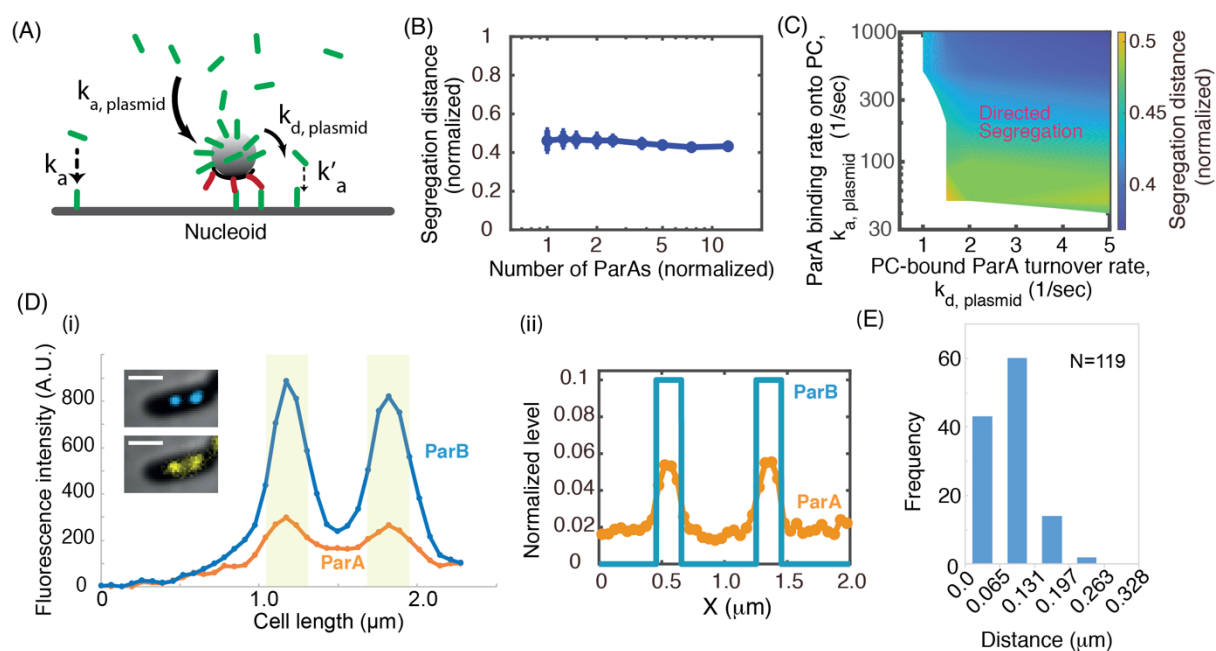 (A)
k a, plasmid
k d, plasmid
k a
k′ a
Nucleoid
(B)
Segregation distance
(normalized)
1
0.8
0.6
0.4
0.2
0
1 2 5 10
Number of ParAs (normalized)
(C)
ParA binding rate onto PC,
k a, plasmid (1/sec)
1000
300
100
30
Directed
Segregation
1 2 3 4 5
PC-bound ParA turnover rate,
k d, plasmid (1/sec)
0.5
0.45
0.4
Segregation distance
(normalized)
(D)
(i)
Fluorescence intensity (A.U.)
800
600
400
200
0
ParB
ParA
0 1.0 2.0
Cell length (μm)
(ii)
Normalized level
0.1
0.08
0.06
0.04
0.02
0
ParB
ParA
0 0.5 1.0 1.5 2.0
X (μm)
(E)
N=119
Frequency
60
40
20
0
0.0 0.065 0.131 0.197 0.263 0.328
Distance (μm)